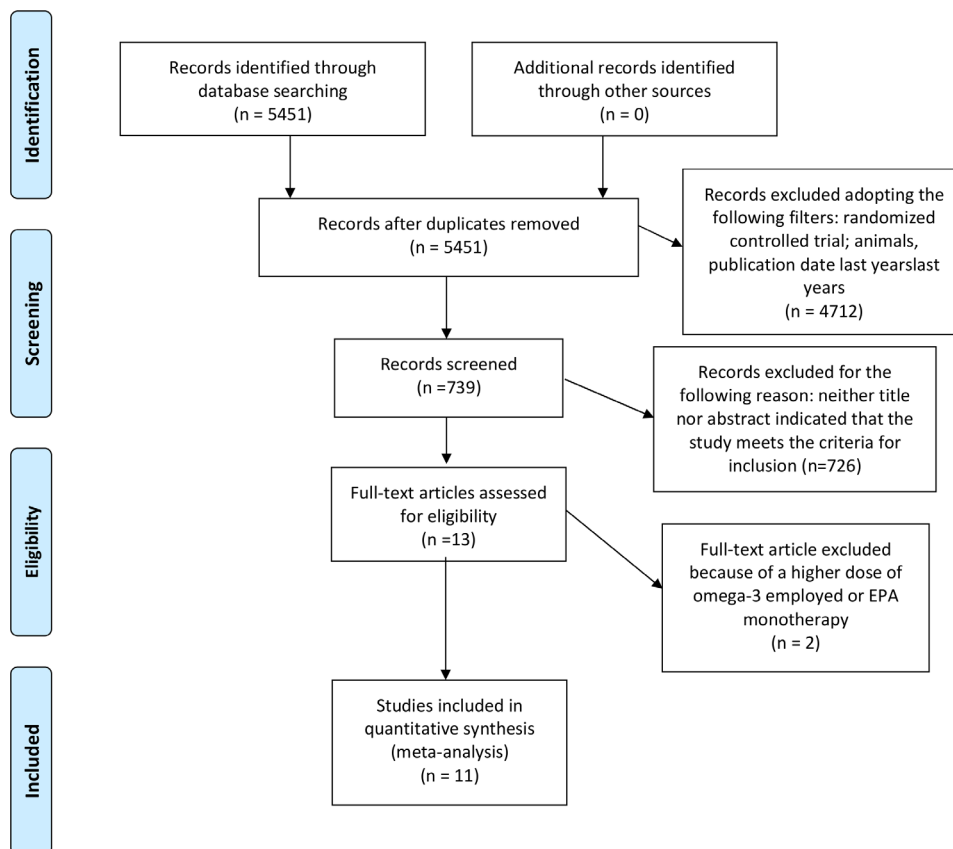 Identification
Records identified through
database searching
(n = 5451)
Additional records identified
through other sources
(n = 0)
Records after duplicates removed
(n = 5451)
Records excluded adopting the
following filters: randomized
controlled trial; animals,
publication date last yearslast
years
(n = 4712)
Screening
Records screened
(n =739)
Records excluded for the
following reason: neither title
nor abstract indicated that the
study meets the criteria for
inclusion (n=726)
Eligibility
Full-text articles assessed
for eligibility
(n =13)
Full-text article excluded
because of a higher dose of
omega-3 employed or EPA
monotherapy
(n = 2)
Included
Studies included in
quantitative synthesis
(meta-analysis)
(n = 11)